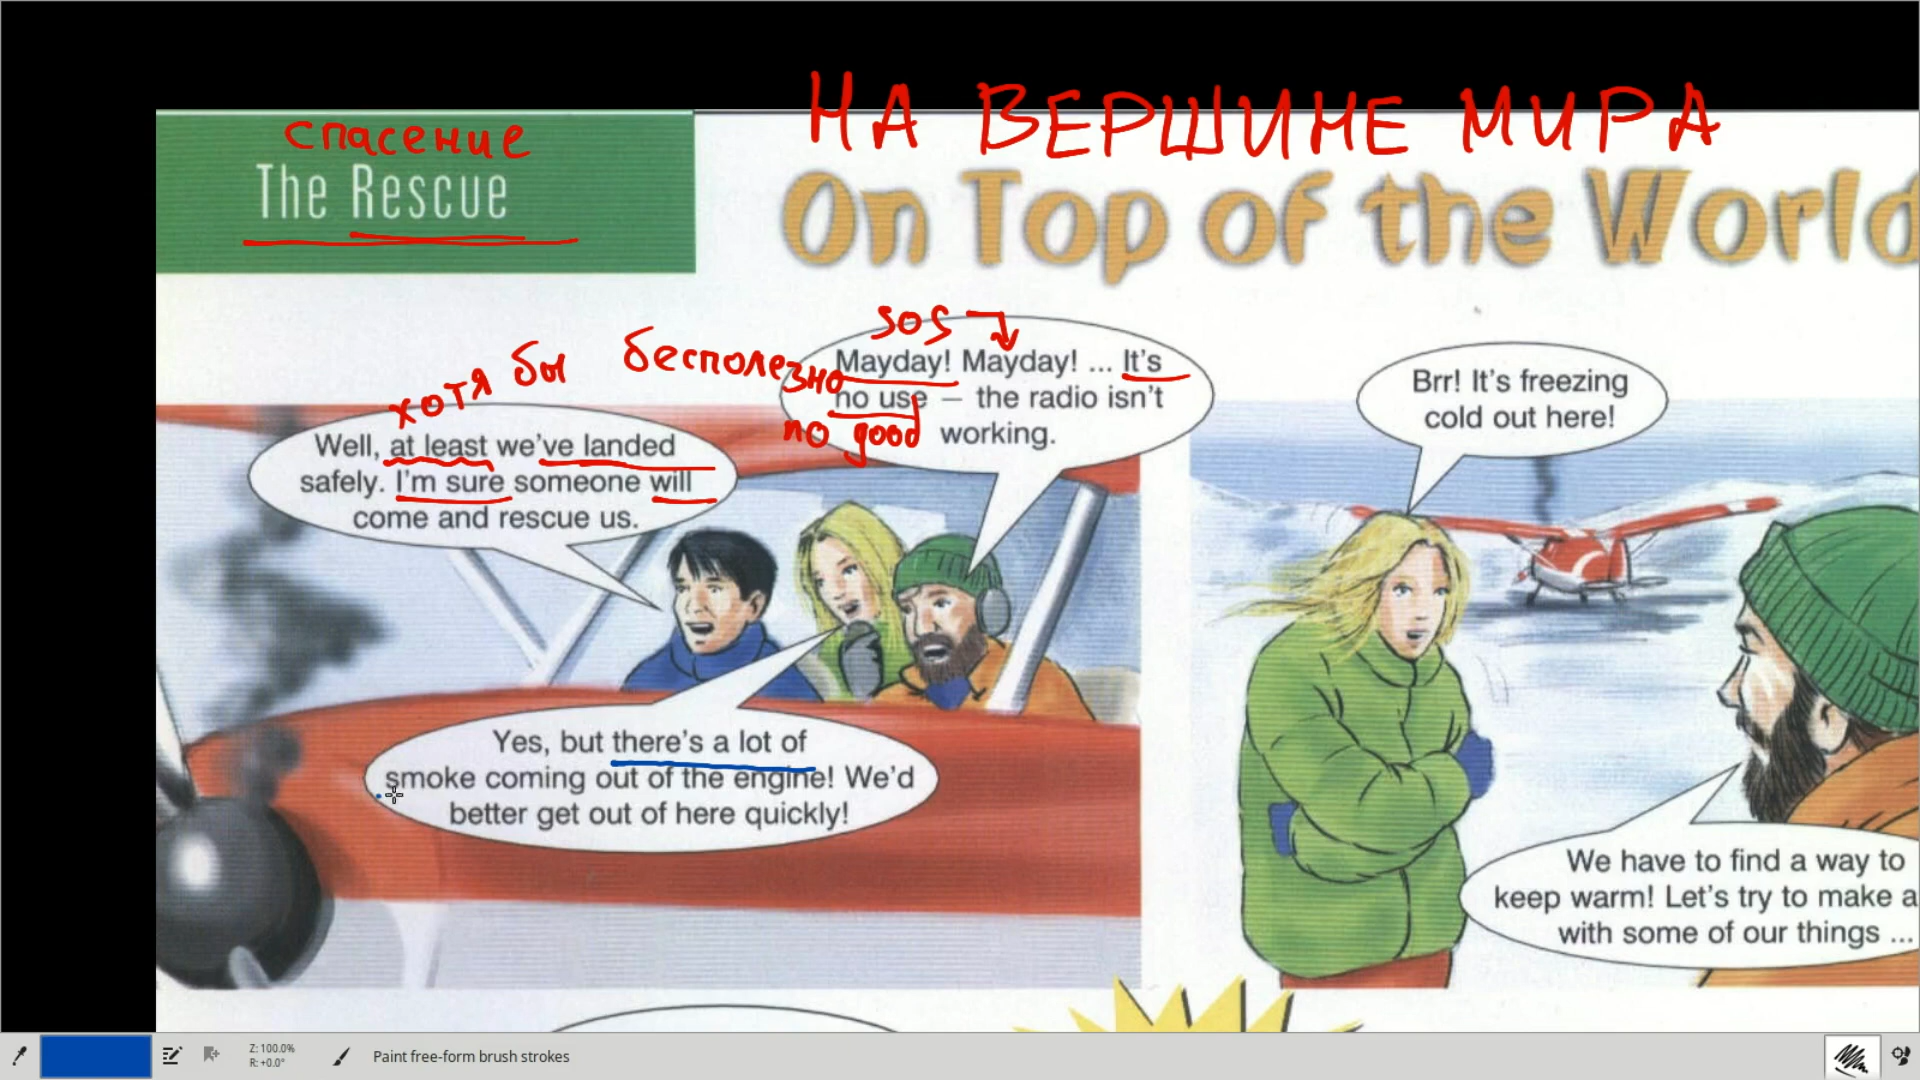 НА ВЕРШИНЕ МИРА
спасение
The Rescue
On Top of the World
sos
хотя бы
бесполезно
Mayday! Mayday! ... It's
no use – the radio isn't
no good
working.
Well, at least we've landed
safely. I'm sure someone will
come and rescue us.
Brr! It's freezing
cold out here!
Yes, but there's a lot of
smoke coming out of the engine! We'd
better get out of here quickly!
We have to find a way to
keep warm! Let's try to make a
with some of our things ...
Z: 100.0%
R: +0.0°
Paint free-form brush strokes